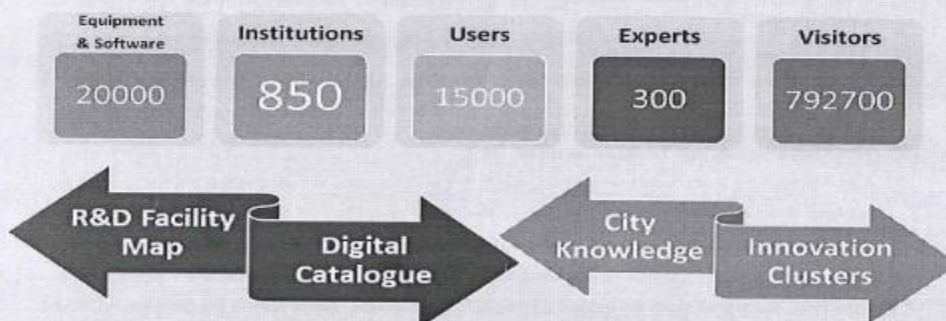 Equipment
& Software
Institutions
Users
Experts
Visitors
20000
850
15000
300
792700
R&D Facility
Map
Digital
Catalogue
City
Knowledge
Innovation
Clusters